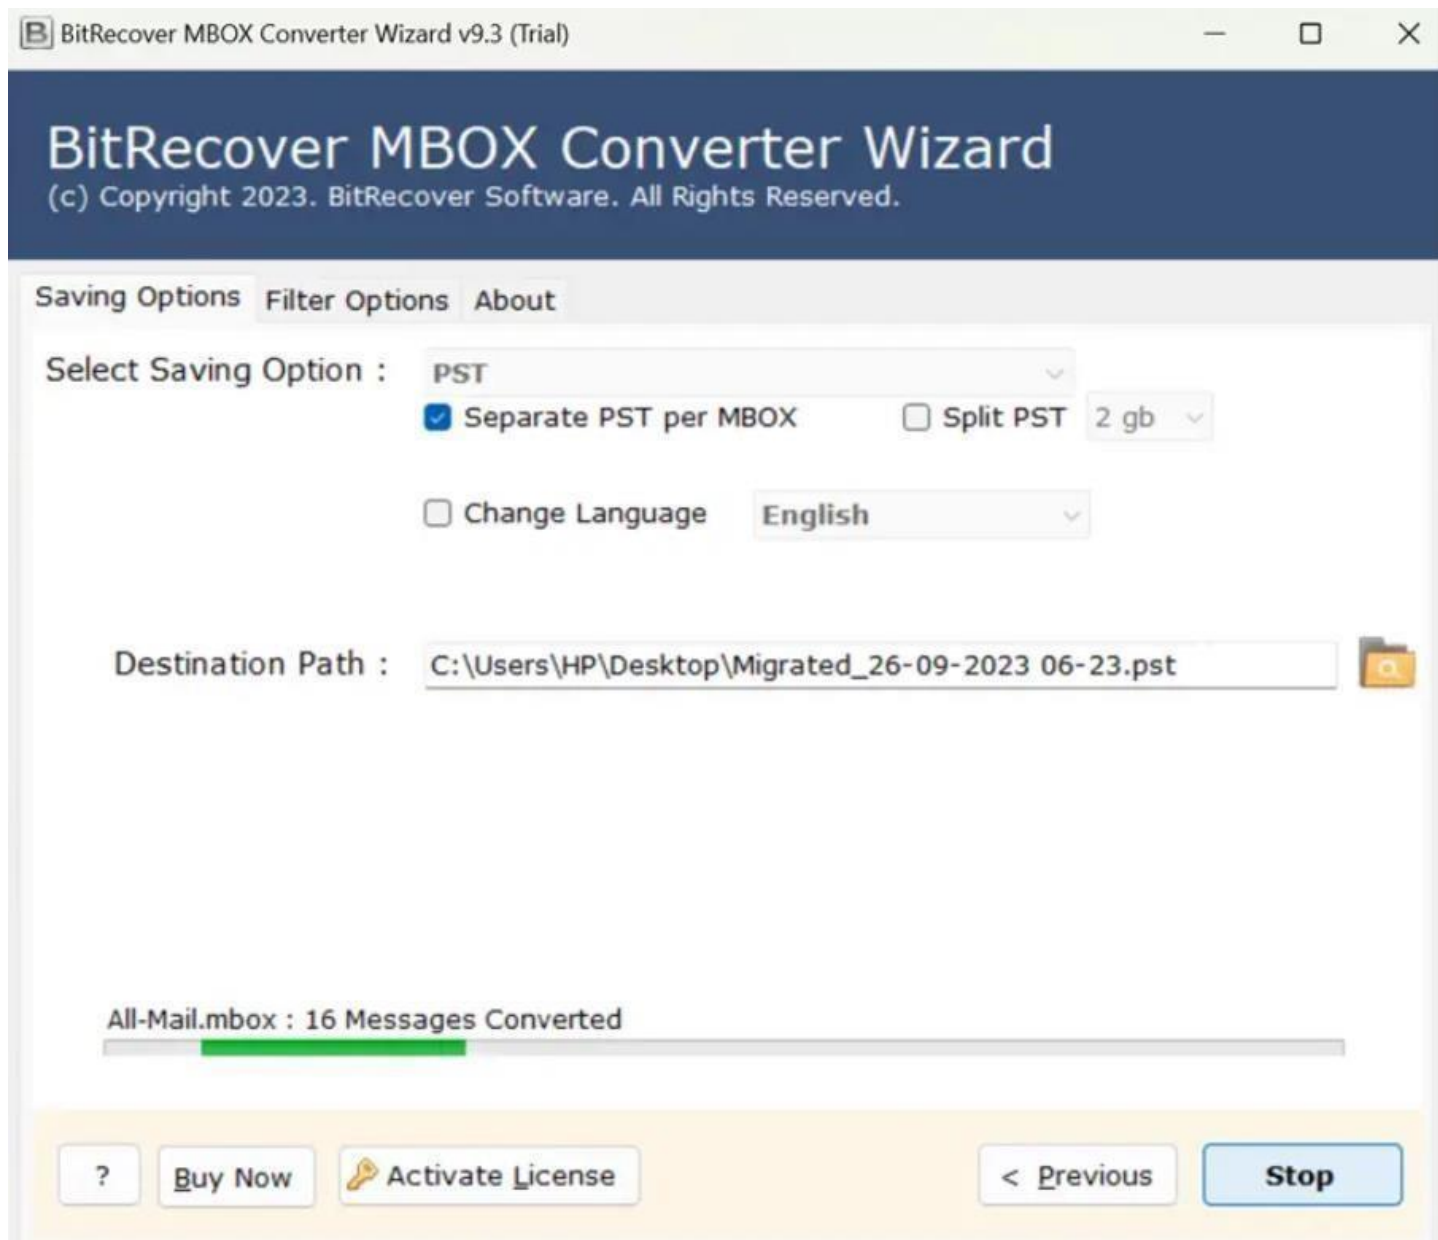 BitRecover MBOX Converter Wizard v9.3 (Trial)
BitRecover MBOX Converter Wizard
(c) Copyright 2023. BitRecover Software. All Rights Reserved.
Saving Options Filter Options About
Select Saving Option : PST
Separate PST per MBOX Split PST 2 gb
Change Language English
Destination Path : C:\Users\HP\Desktop\Migrated_26-09-2023 06-23.pst
All-Mail.mbox : 16 Messages Converted
? Buy Now Activate License < Previous Stop